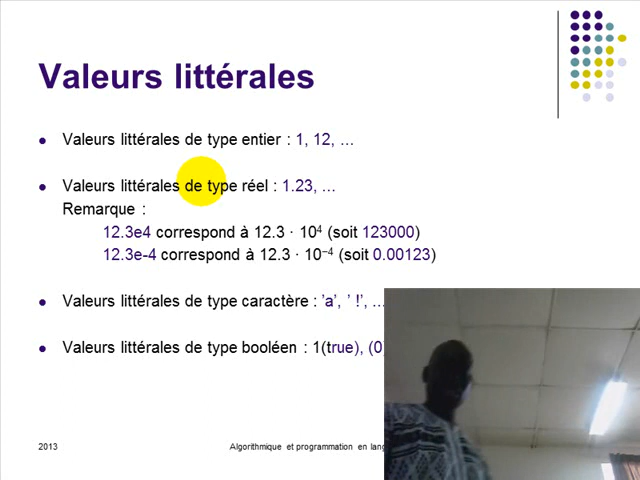 Valeurs littérales
Valeurs littérales de type entier : 1, 12, ...
Valeurs littérales de type réel : 1.23, ...
Remarque :
12.3e4 correspond à 12.3 · 10⁴ (soit 123000)
12.3e-4 correspond à 12.3 · 10⁻⁴ (soit 0.00123)
Valeurs littérales de type caractère : 'a', ' !', ...
Valeurs littérales de type booléen : 1(true), (0)
2013
Algorithmique et programmation en